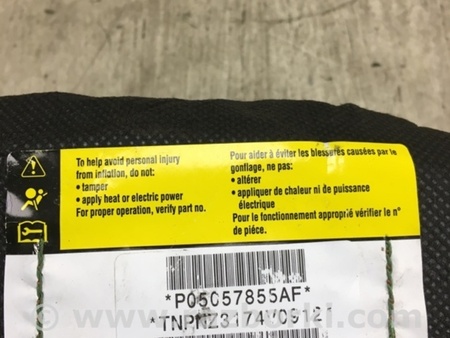 To help avoid personal injury
from inflation, do not:
• tamper
• apply heat or electric power
For proper operation, verify part no.
Pour aider à éviter les blessures causées par le
gonflage, ne pas:
• altérer
• appliquer de chaleur ni de puissance
électrique
Pour le fonctionnement approprié vérifier le n°
de piéce.
*P05057855AF*